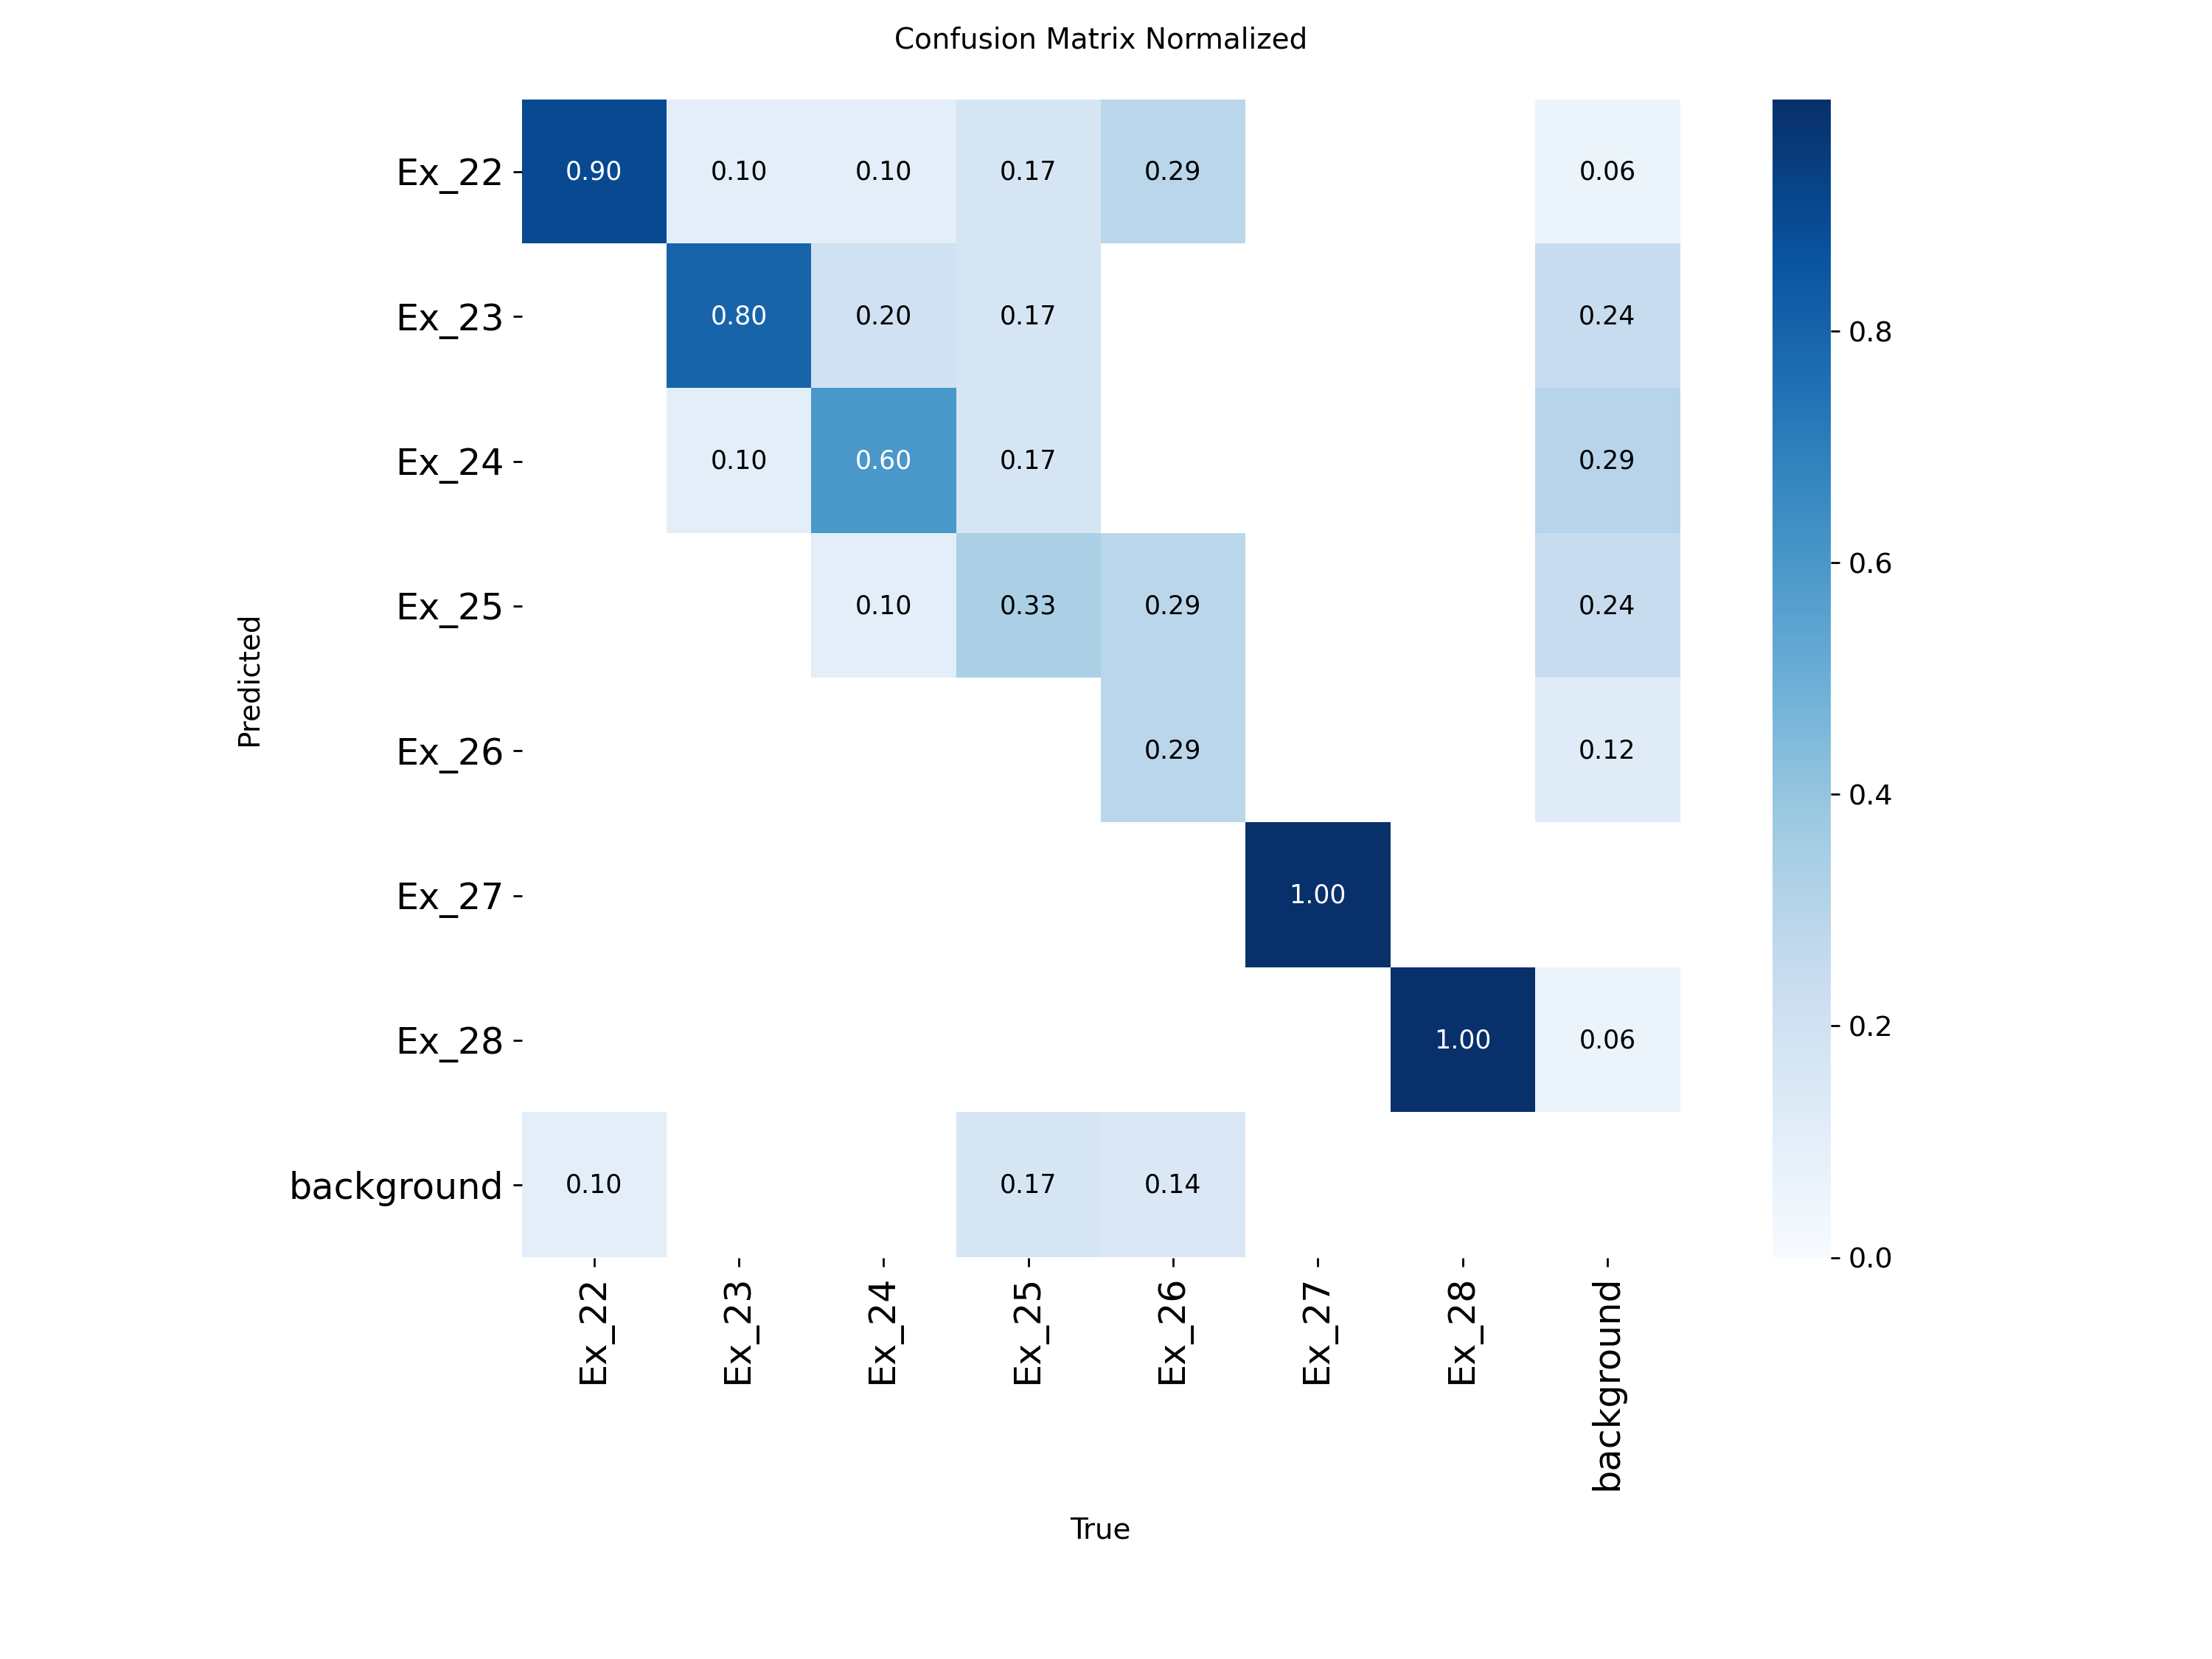 Confusion Matrix Normalized
Predicted
Ex_22 0.90 0.10 0.10 0.17 0.29 0.06
Ex_23 0.80 0.20 0.17 0.24
Ex_24 0.10 0.60 0.17 0.29
Ex_25 0.10 0.33 0.29 0.24
Ex_26 0.29 0.12
Ex_27 1.00
Ex_28 1.00 0.06
background 0.10 0.17 0.14
Ex_22 Ex_23 Ex_24 Ex_25 Ex_26 Ex_27 Ex_28 background
True
0.8
0.6
0.4
0.2
0.0